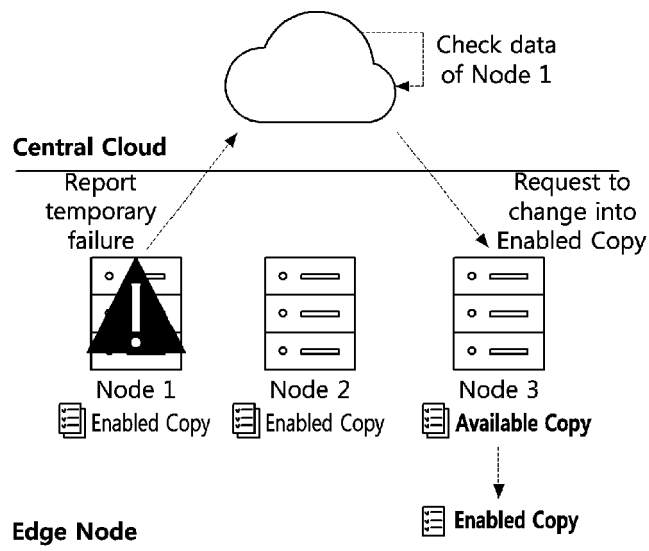 Check data
of Node 1
Central Cloud
Report
temporary
failure
Request to
change into
Enabled Copy
Node 1
Node 2
Node 3
Enabled Copy
Enabled Copy
Available Copy
Enabled Copy
Edge Node